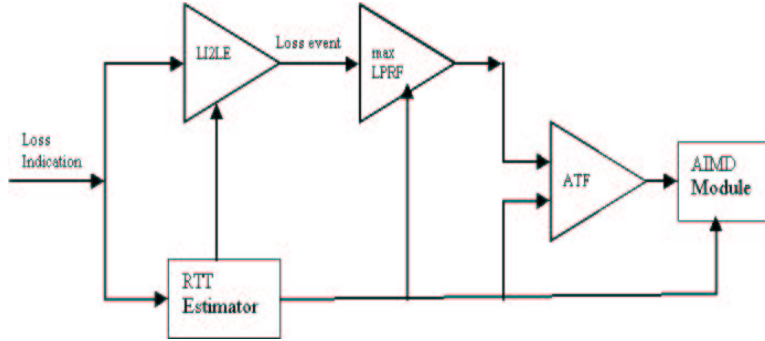 LI2LE
Loss event
max
LPRF
Loss
Indication
ATF
AIMD
Module
RTT
Estimator